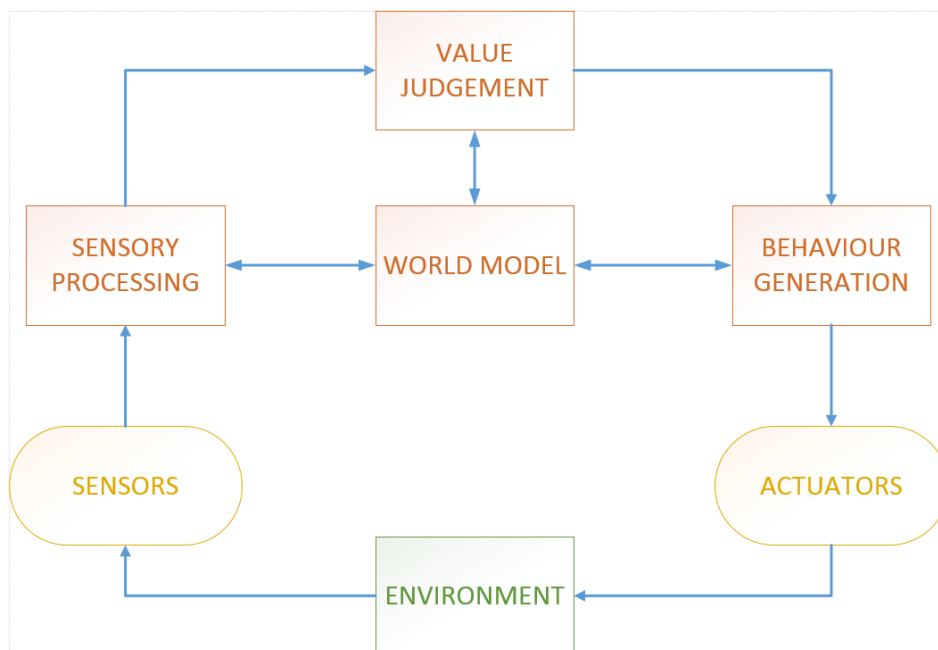 VALUE
JUDGEMENT
SENSORY
PROCESSING
WORLD MODEL
BEHAVIOUR
GENERATION
SENSORS
ACTUATORS
ENVIRONMENT